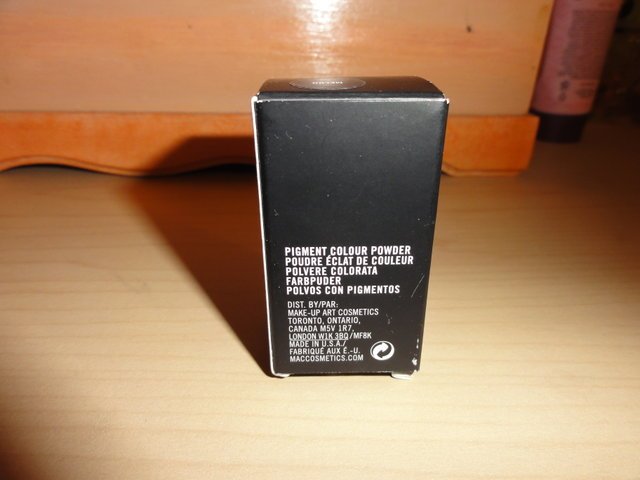 PIGMENT COLOUR POWDER
POUDRE ÉCLAT DE COULEUR
POLVERE COLORATA
FARBPUDER
POLVOS CON PIGMENTOS
DIST. BY/PAR:
MAKE-UP ART COSMETICS
TORONTO, ONTARIO,
CANADA M5V 1R7,
LONDON W1K 3BQ/MF8K
MADE IN U.S.A./
FABRIQUÉ AUX É.-U.
MACCOSMETICS.COM